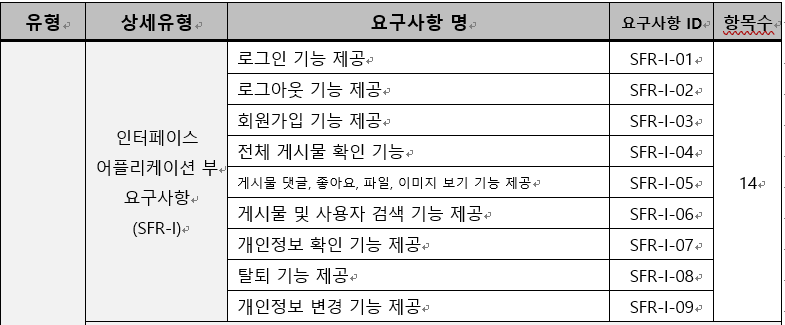 유형 상세유형 요구사항 명 요구사항 ID 항목수
로그인 기능 제공 SFR-I-01
로그아웃 기능 제공 SFR-I-02
회원가입 기능 제공 SFR-I-03
인터페이스
어플리케이션 부
요구사항
(SFR-I)
전체 게시물 확인 기능 SFR-I-04
게시물 댓글, 좋아요, 파일, 이미지 보기 기능 제공 SFR-I-05
14
게시물 및 사용자 검색 기능 제공 SFR-I-06
개인정보 확인 기능 제공 SFR-I-07
탈퇴 기능 제공 SFR-I-08
개인정보 변경 기능 제공 SFR-I-09